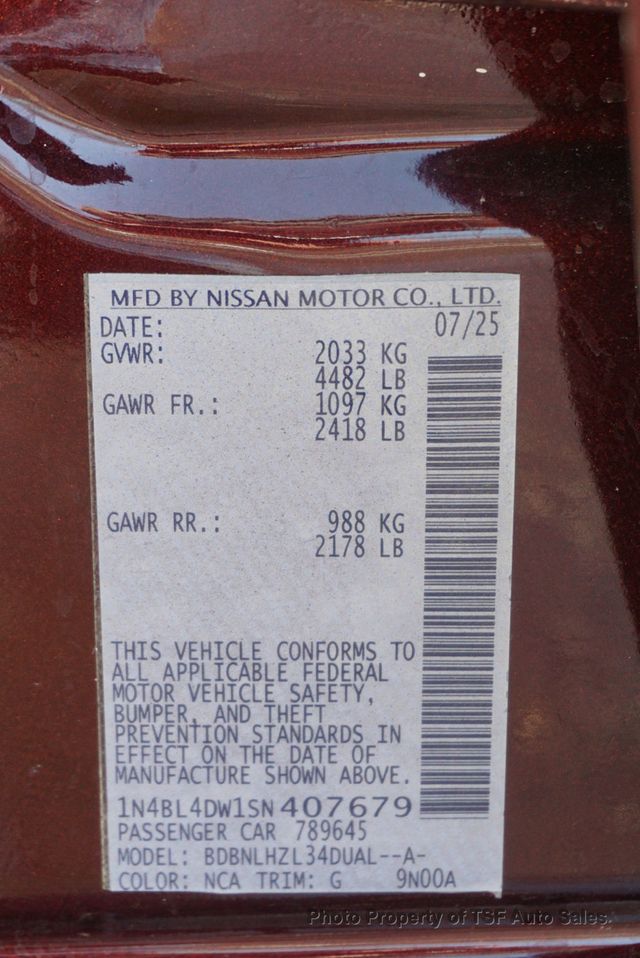 MFD BY NISSAN MOTOR CO., LTD.
DATE: 07/25
GVWR: 2033 KG
4482 LB
GAWR FR.: 1097 KG
2418 LB
GAWR RR.: 988 KG
2178 LB
THIS VEHICLE CONFORMS TO
ALL APPLICABLE FEDERAL
MOTOR VEHICLE SAFETY,
BUMPER, AND THEFT
PREVENTION STANDARDS IN
EFFECT ON THE DATE OF
MANUFACTURE SHOWN ABOVE.
1N4BL4DW1SN407679
PASSENGER CAR 789645
MODEL: BDBNLHZL34DUAL--A-
COLOR: NCA TRIM: G 9N00A
Photo Property of TSF Auto Sales.